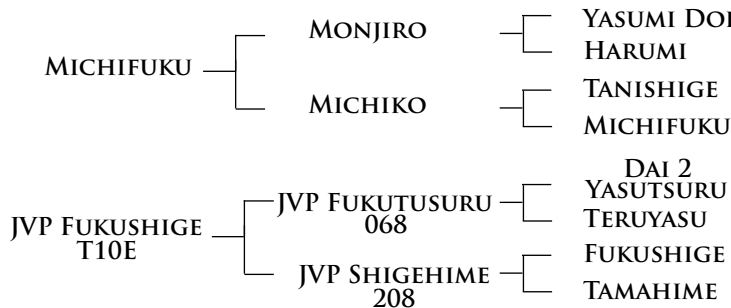 MICHIFUKU
MONJIRO
MICHIKO
YASUMI DOI
HARUMI
TANISHIGE
MICHIFUKU
JVP FUKUSHIGE
T10E
JVP FUKUTUSURU
068
JVP SHIGEHIME
208
DAI 2
YASUTSURU
TERUYASU
FUKUSHIGE
TAMAHIME